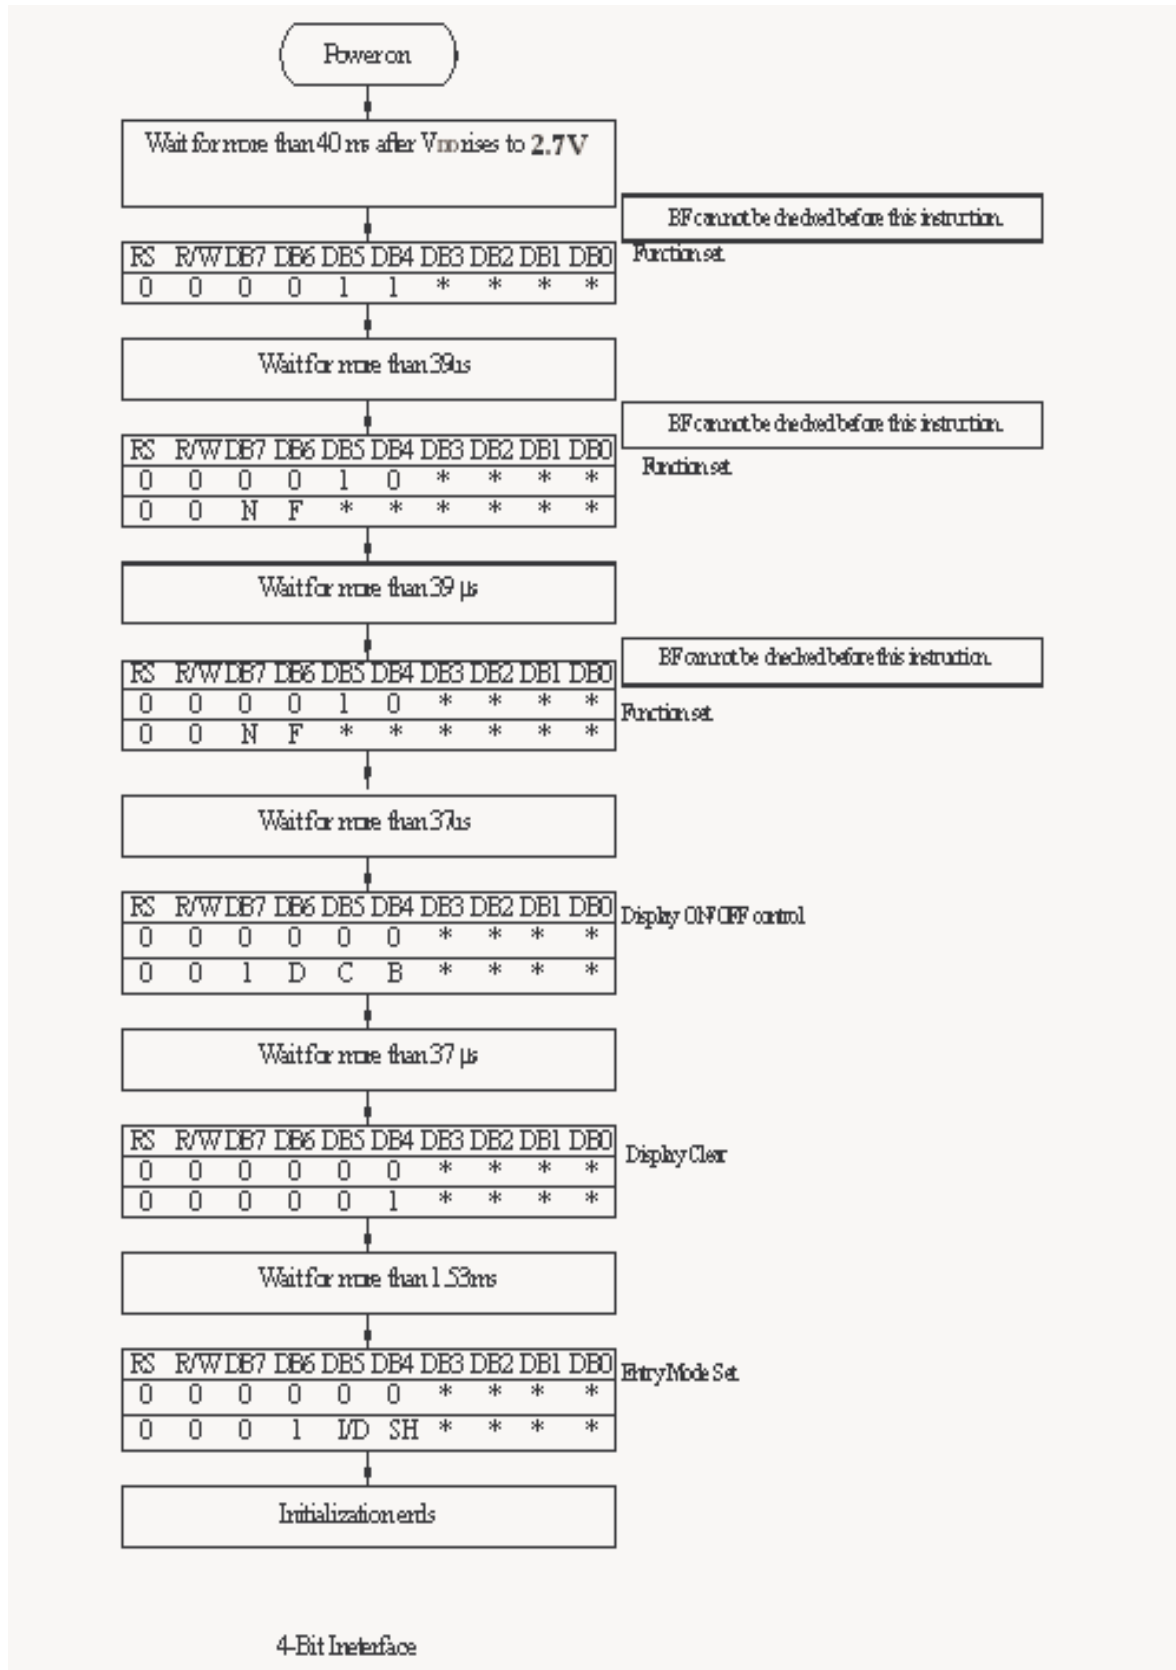 Power on
Wait for more than 40 ms after VDD rises to 2.7V
BF cannot be checked before this instruction.
RS R/W DB7 DB6 DB5 DB4 DB3 DB2 DB1 DB0
Function set
0 0 0 0 1 1 * * * *
Wait for more than 39us
BF cannot be checked before this instruction.
RS R/W DB7 DB6 DB5 DB4 DB3 DB2 DB1 DB0
Function set
0 0 0 0 1 0 * * * *
0 0 N F * * * * * *
Wait for more than 39 μs
BF cannot be checked before this instruction.
RS R/W DB7 DB6 DB5 DB4 DB3 DB2 DB1 DB0
0 0 0 0 1 0 * * * *
Function set
0 0 N F * * * * * *
Wait for more than 37us
RS R/W DB7 DB6 DB5 DB4 DB3 DB2 DB1 DB0
Display ON/OFF control
0 0 0 0 0 0 * * * *
0 0 1 D C B * * * *
Wait for more than 37 μs
RS R/W DB7 DB6 DB5 DB4 DB3 DB2 DB1 DB0
Display Clear
0 0 0 0 0 0 * * * *
0 0 0 0 0 1 * * * *
Wait for more than 1.53ms
RS R/W DB7 DB6 DB5 DB4 DB3 DB2 DB1 DB0
Entry Mode Set
0 0 0 0 0 0 * * * *
0 0 0 1 I/D SH * * * *
Initialization ends
4-Bit Ineterface